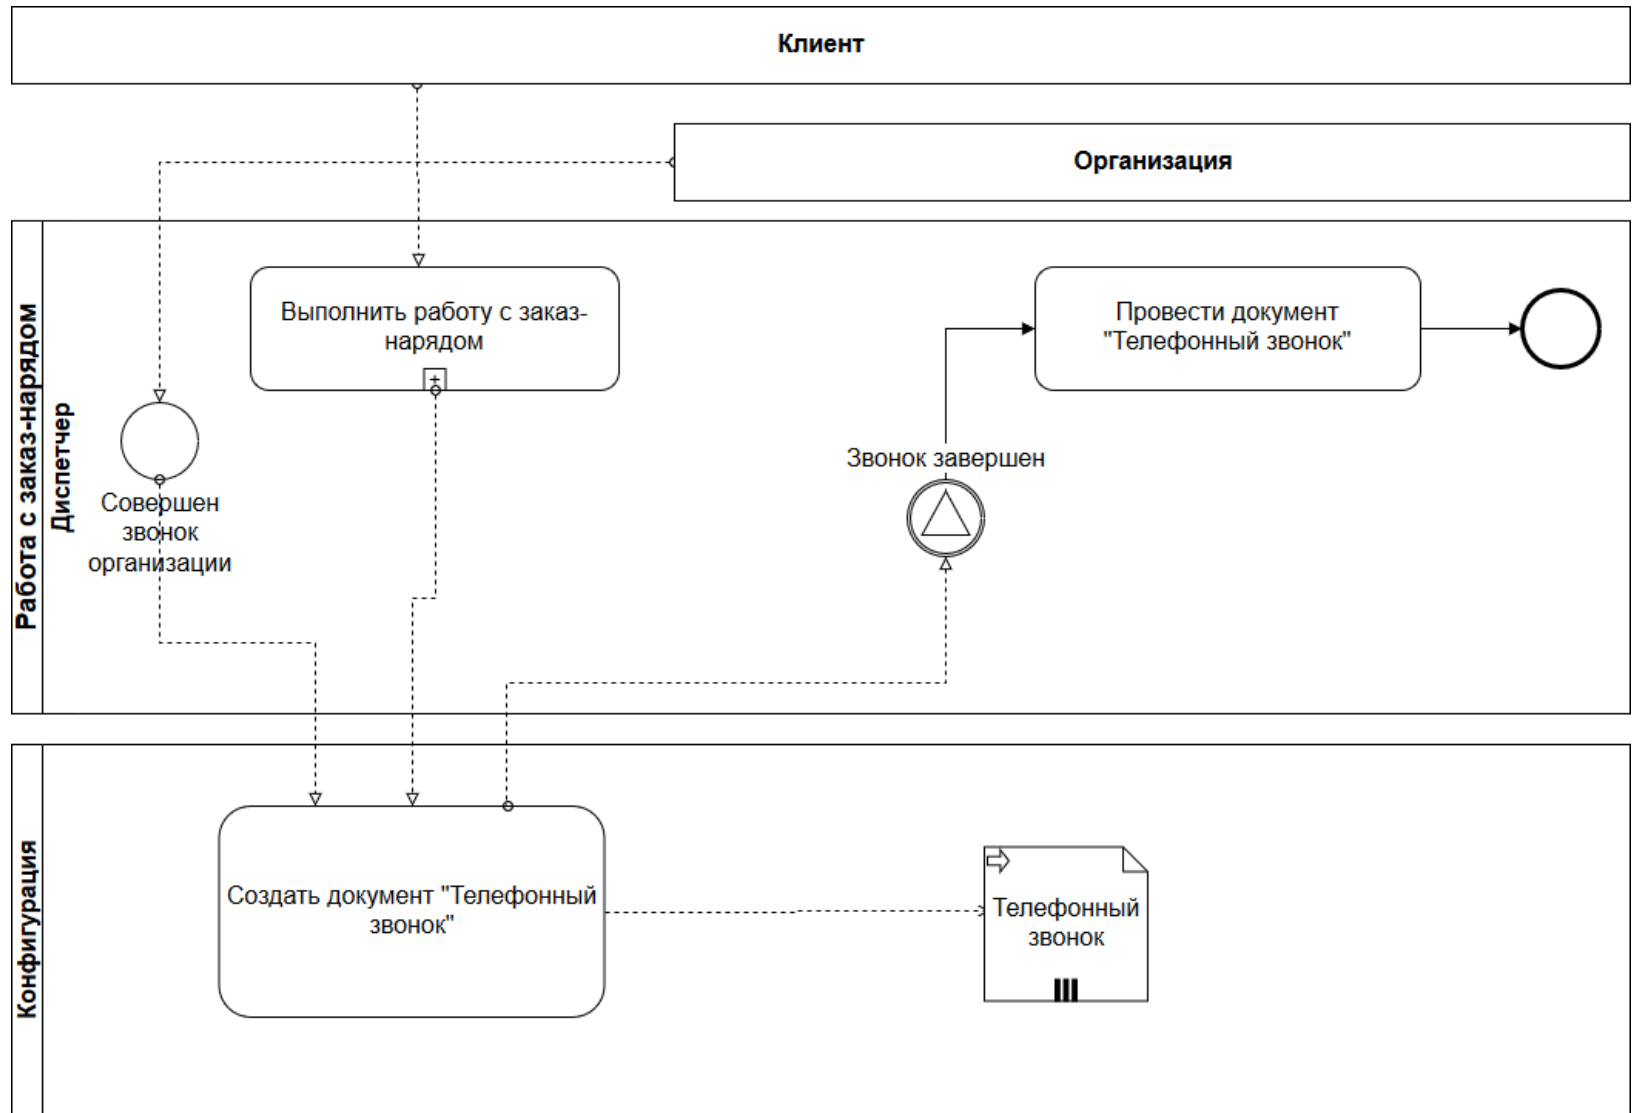 Клиент
Организация
Работа с заказ-нарядом
Диспетчер
Выполнить работу с заказ-
нарядом
Провести документ
"Телефонный звонок"
Звонок завершен
Совершен
звонок
организации
Конфигурация
Создать документ "Телефонный
звонок"
Телефонный
звонок